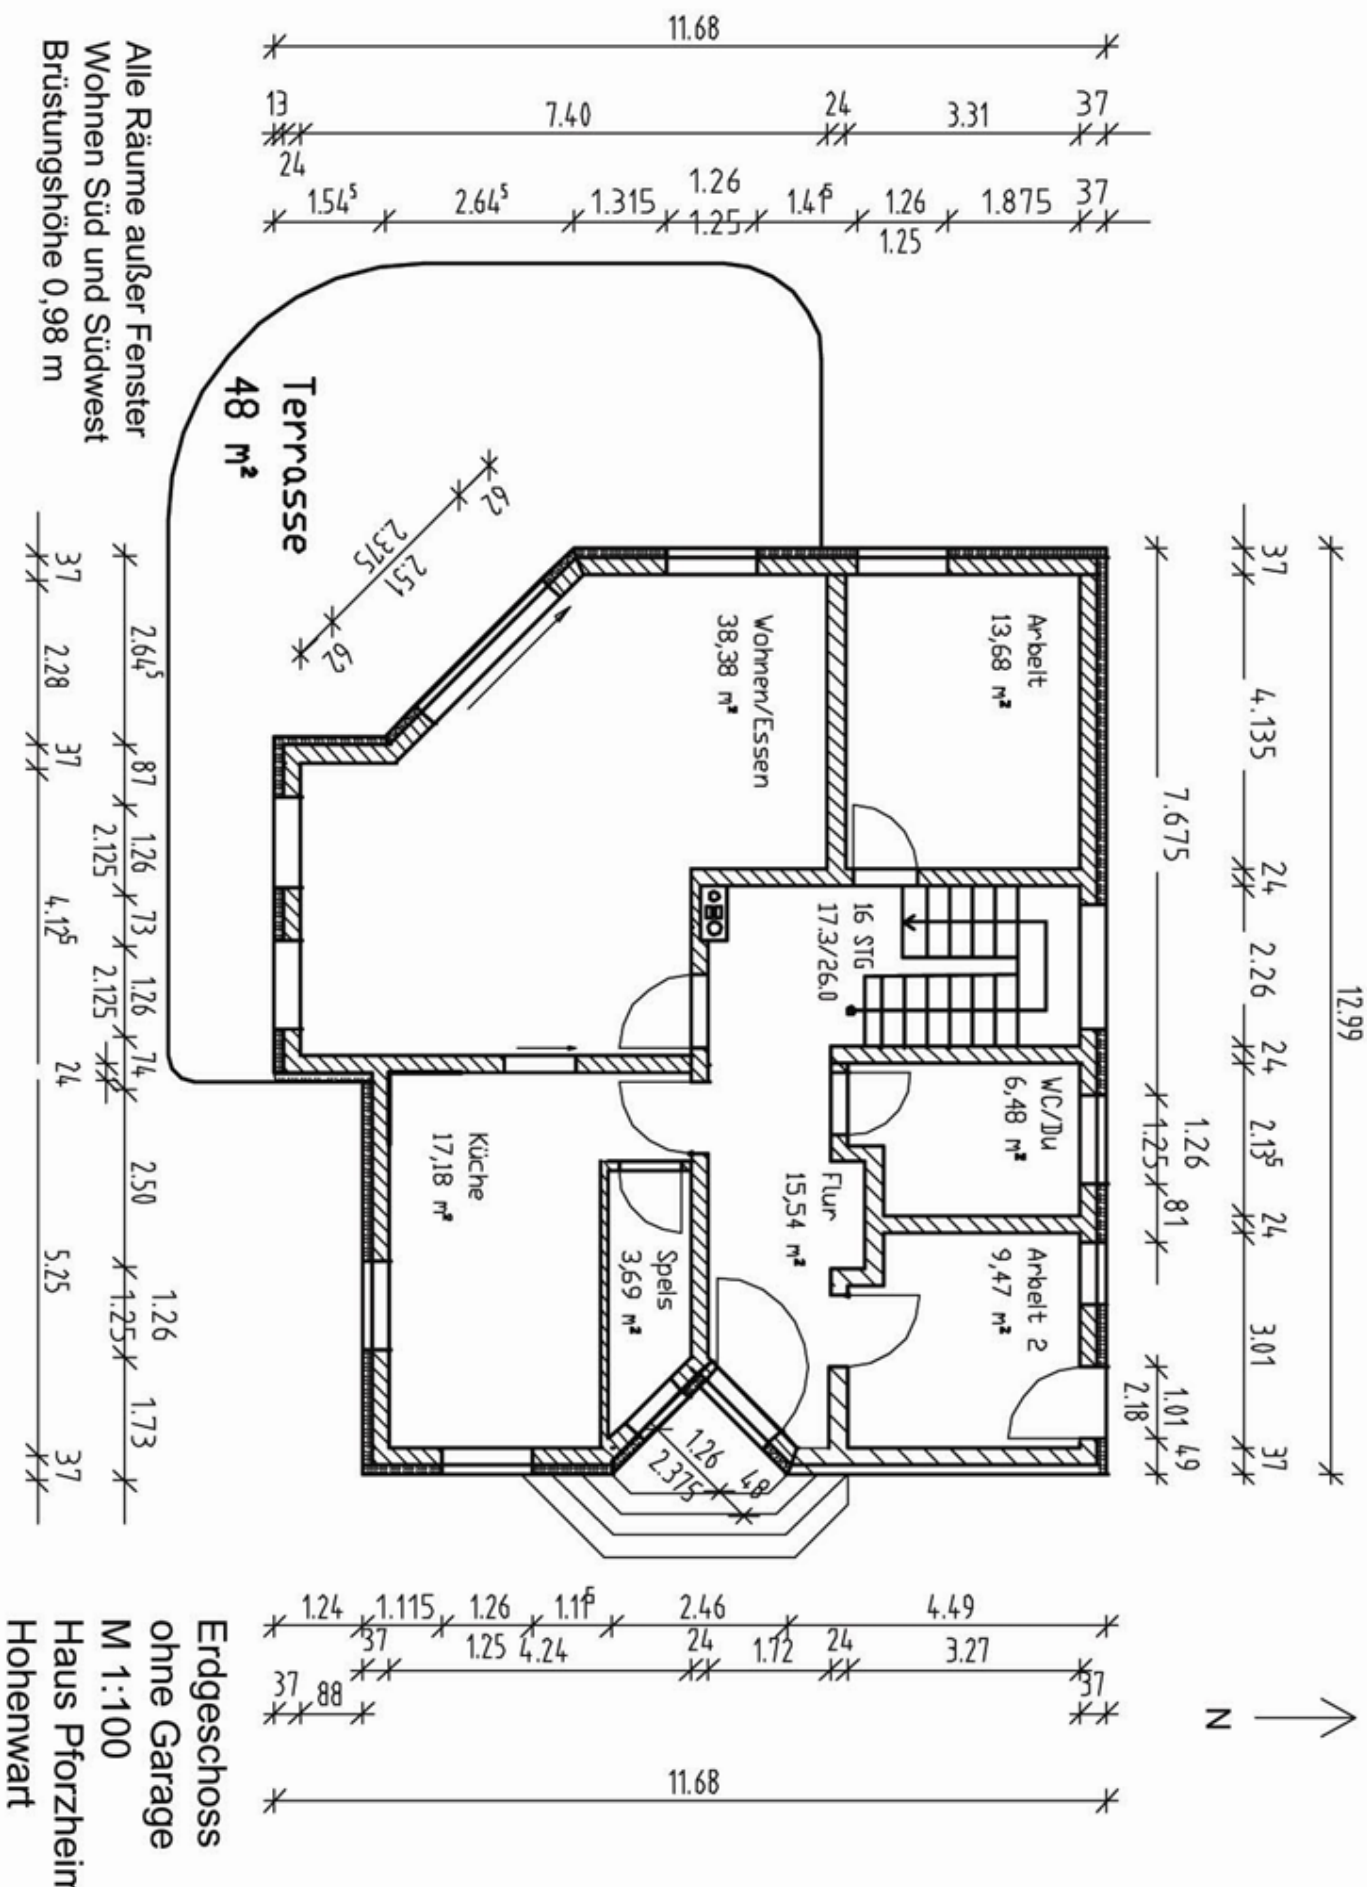 11.68
13 7.40 24 3.31 37
24
1.54⁵ 2.64⁵ 1.315 1.26 1.41⁵ 1.26 1.875 37
1.25 1.25
Alle Räume außer Fenster
Wohnen Süd und Südwest
Brüstungshöhe 0,98 m
Terrasse
48 m²
62
2.375
2.51
62
Arbeit
13,68 m²
Wohnen/Essen
38,38 m²
16 STG
17.3/26.0
WC/Du
6,48 m²
Flur
15,54 m²
Arbeit 2
9,47 m²
Küche
17,18 m²
Speis
3,69 m²
1.26 48
2.375
12.99
37 4.135 24 2.26 24 2.13⁵ 24 3.01 37
7.675 1.26 81 1.01 49
1.25 2.18
2.64⁵ 87 1.26 73 1.26 74 2.50 1.26 1.73
2.125 2.125 1.25
37 2.28 37 4.12⁵ 24 5.25 37
1.24 1.115 1.26 1.11⁵ 2.46 4.49
37 1.25 4.24 24 1.72 24 3.27
37 88 37
11.68
N
Erdgeschoss
ohne Garage
M 1:100
Haus Pforzheim
Hohenwart